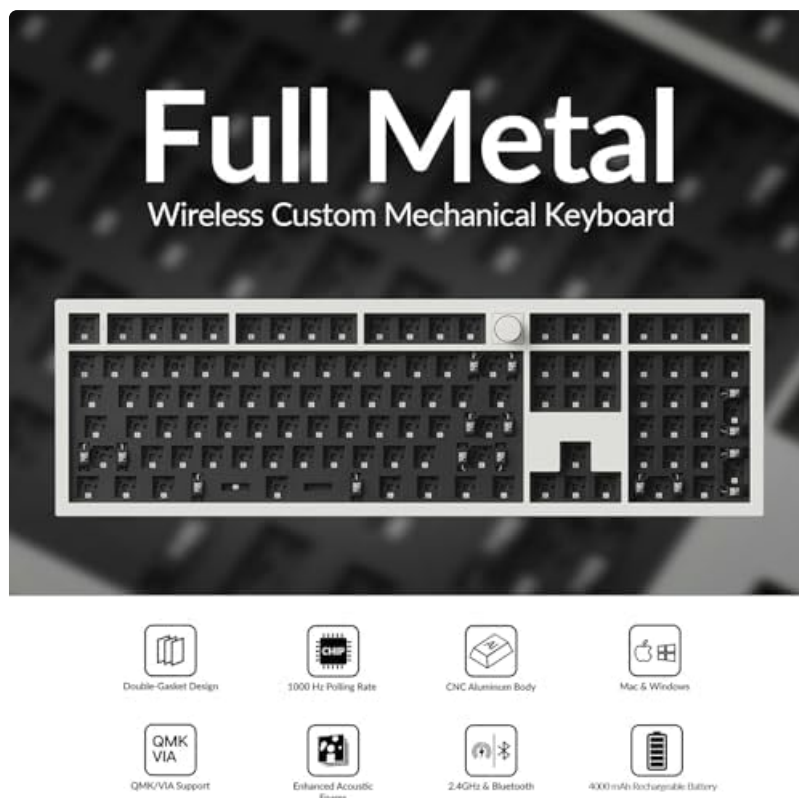 Full Metal
Wireless Custom Mechanical Keyboard
CHIP
Double-Gasket Design
1000 Hz Polling Rate
CNC Aluminum Body
Mac & Windows
QMK
VIA
QMK/VIA Support
Enhanced Acoustic
2.4GHz & Bluetooth
4000 mAh Rechargeable Battery